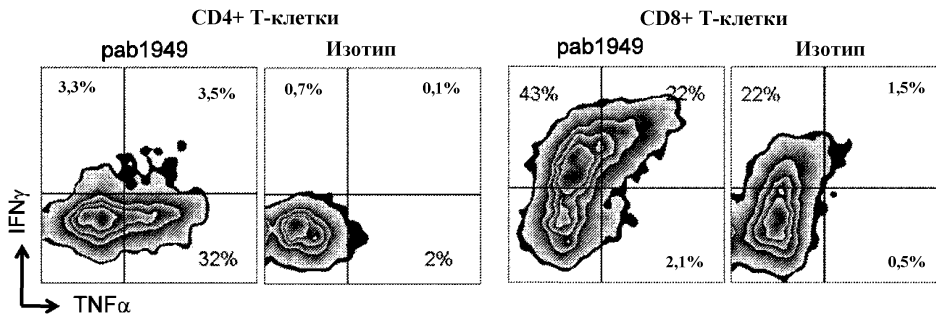 CD4+ Т-клетки
CD8+ Т-клетки
pab1949
Изотип
pab1949
Изотип
3,3%
3,5%
0,7%
0,1%
43%
22%
22%
1,5%
32%
2%
2,1%
0,5%
IFNγ
TNFα